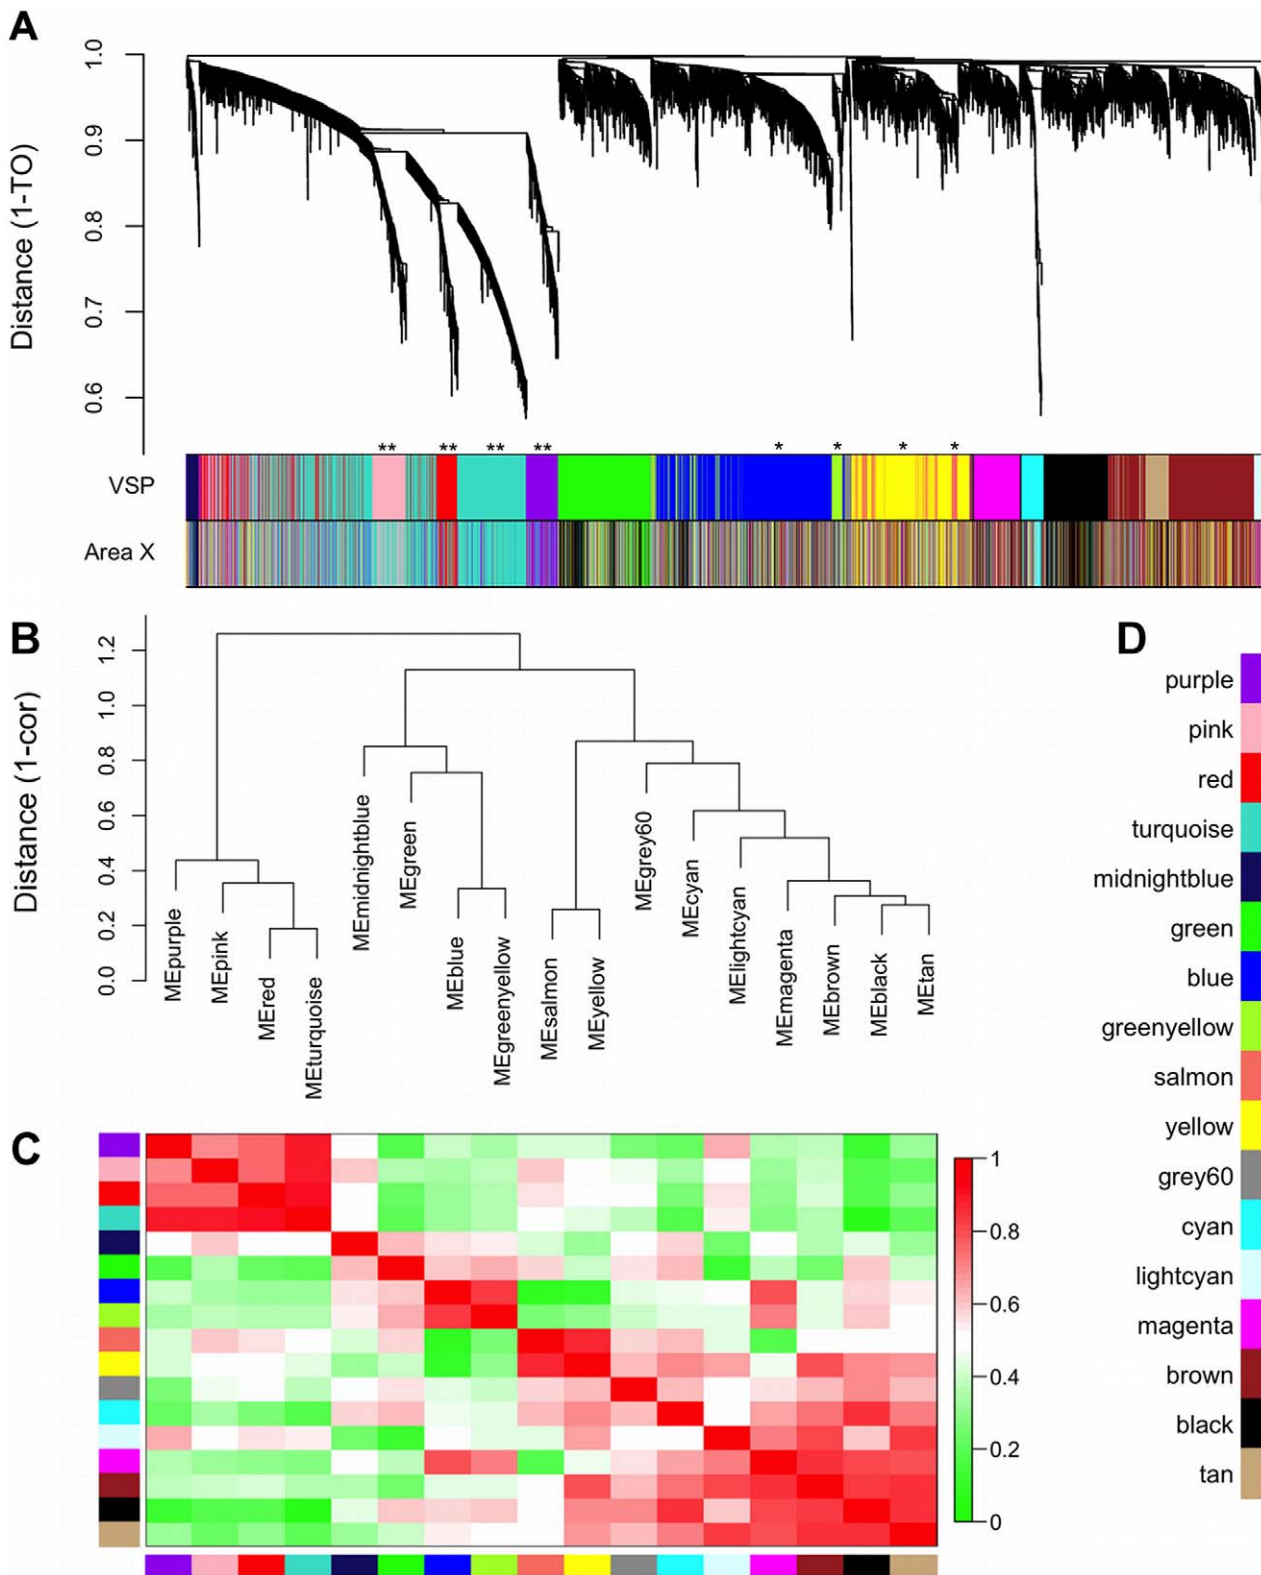 A
Distance (1-TO)
1.0
0.9
0.8
0.7
0.6
** ** ** ** * * * *
VSP
Area X
B
Distance (1-cor)
1.2
1.0
0.8
0.6
0.4
0.2
0.0
MEpurple
MEpink
MEred
MEturquoise
MEmidnightblue
MEgreen
MEblue
MEgreenyellow
MEsalmon
MEyellow
MEgrey60
MEcyan
MElightcyan
MEmagenta
MEbrown
MEblack
MEtan
C
1
0.8
0.6
0.4
0.2
0
D
purple
pink
red
turquoise
midnightblue
green
blue
greenyellow
salmon
yellow
grey60
cyan
lightcyan
magenta
brown
black
tan